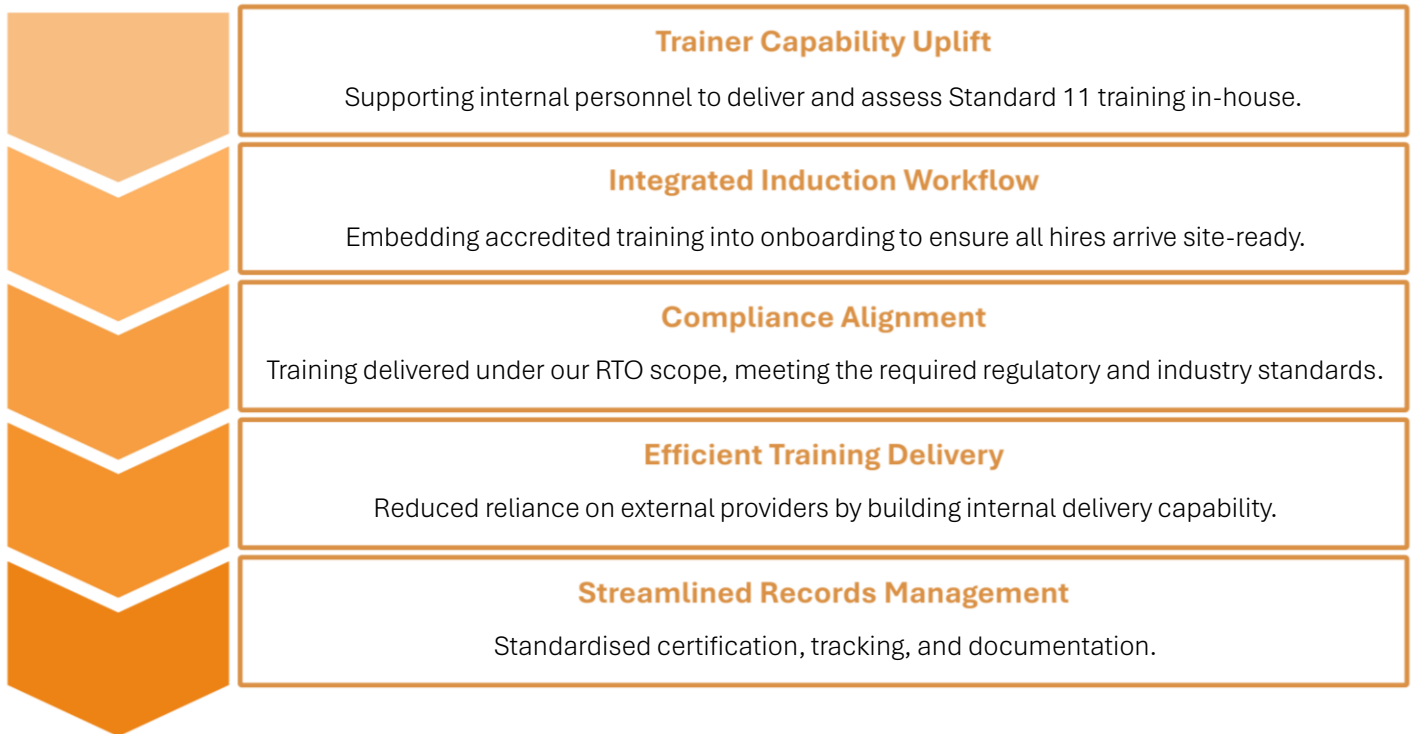 Trainer Capability Uplift
Supporting internal personnel to deliver and assess Standard 11 training in-house.
Integrated Induction Workflow
Embedding accredited training into onboarding to ensure all hires arrive site-ready.
Compliance Alignment
Training delivered under our RTO scope, meeting the required regulatory and industry standards.
Efficient Training Delivery
Reduced reliance on external providers by building internal delivery capability.
Streamlined Records Management
Standardised certification, tracking, and documentation.